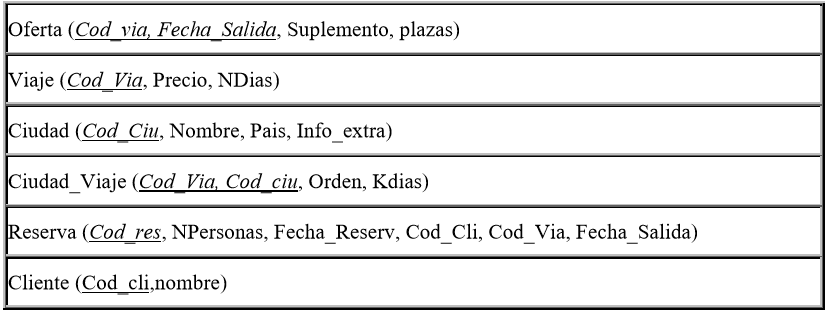 Oferta (Cod_via, Fecha_Salida, Suplemento, plazas)
Viaje (Cod_Via, Precio, NDias)
Ciudad (Cod_Ciu, Nombre, Pais, Info_extra)
Ciudad_Viaje (Cod_Via, Cod_ciu, Orden, Kdias)
Reserva (Cod_res, NPersonas, Fecha_Reserv, Cod_Cli, Cod_Via, Fecha_Salida)
Cliente (Cod_cli,nombre)